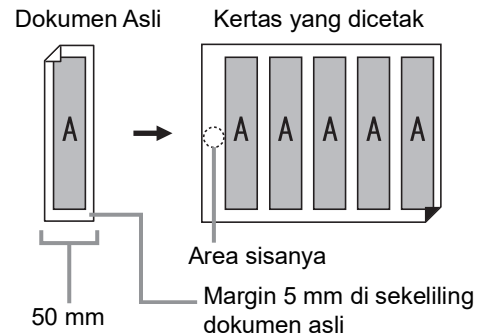 Dokumen Asli
Kertas yang dicetak
A
A A A A A
Area sisanya
50 mm
Margin 5 mm di sekeliling
dokumen asli